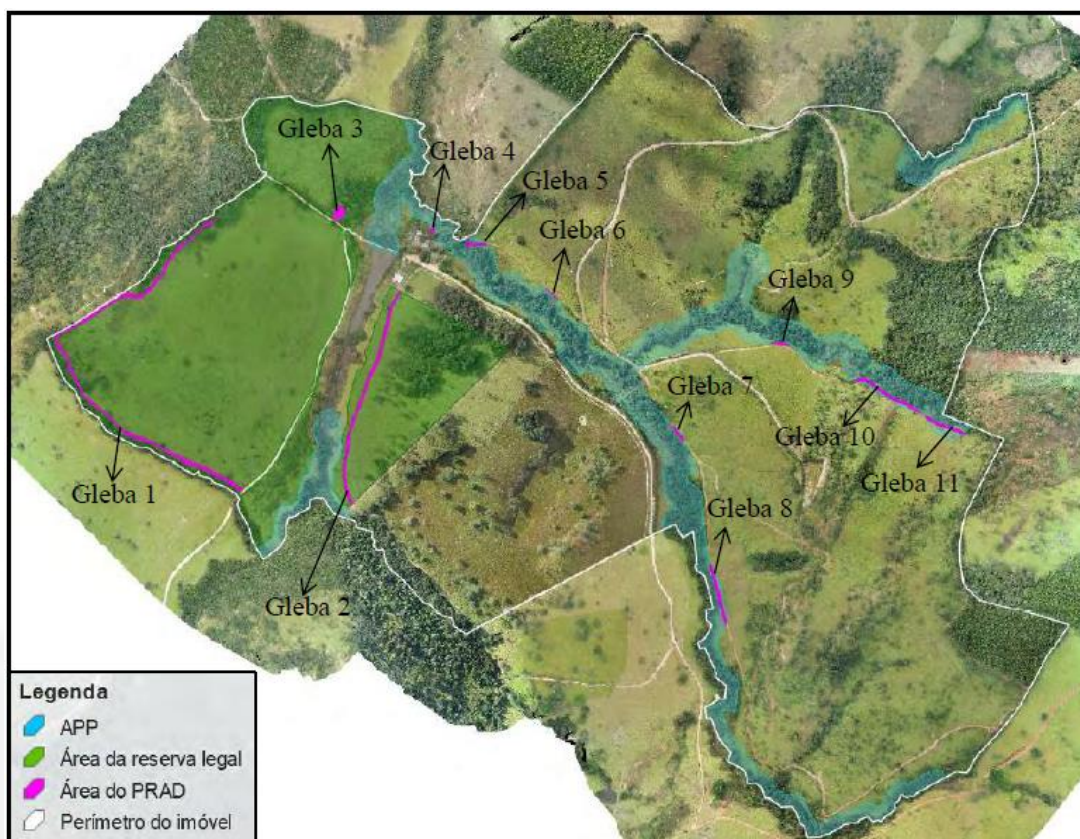 Gleba 3
Gleba 4
Gleba 5
Gleba 6
Gleba 9
Gleba 7
Gleba 10
Gleba 11
Gleba 1
Gleba 8
Gleba 2
Legenda
APP
Área da reserva legal
Área do PRAD
Perímetro do imóvel